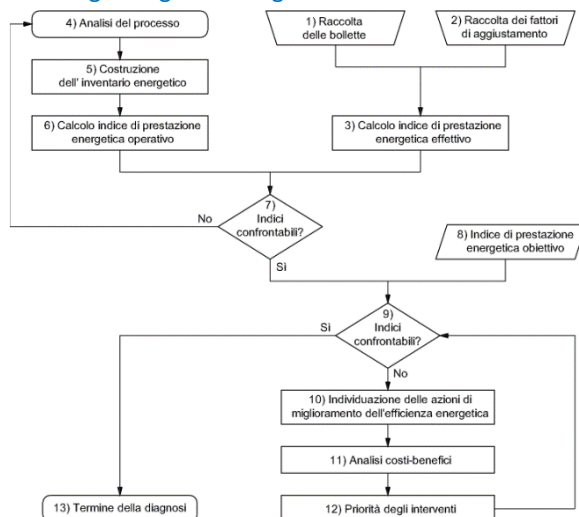 4) Analisi del processo
1) Raccolta
delle bollette
2) Raccolta dei fattori
di aggiustamento
5) Costruzione
dell' inventario energetico
6) Calcolo indice di prestazione
energetica operativo
3) Calcolo indice di prestazione
energetica effettivo
7)
Indici
confrontabili?
No
Sì
8) Indice di prestazione
energetica obiettivo
9)
Indici
confrontabili?
Sì
No
10) Individuazione delle azioni di
miglioramento dell'efficienza energetica
11) Analisi costi-benefici
12) Priorità degli interventi
13) Termine della diagnosi